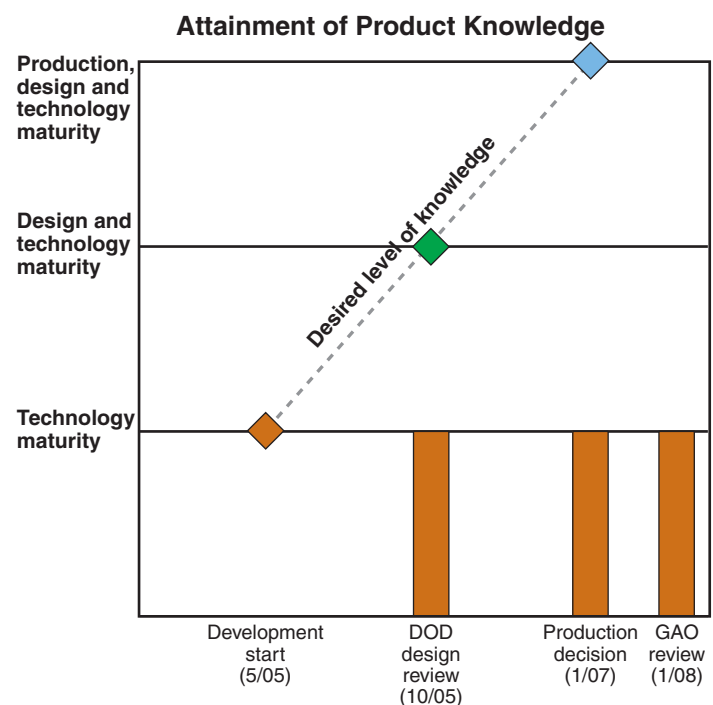 Attainment of Product Knowledge
Production,
design and
technology
maturity
Desired level of knowledge
Design and
technology
maturity
Technology
maturity
Development
start
(5/05)
DOD
design
review
(10/05)
Production
decision
(1/07)
GAO
review
(1/08)